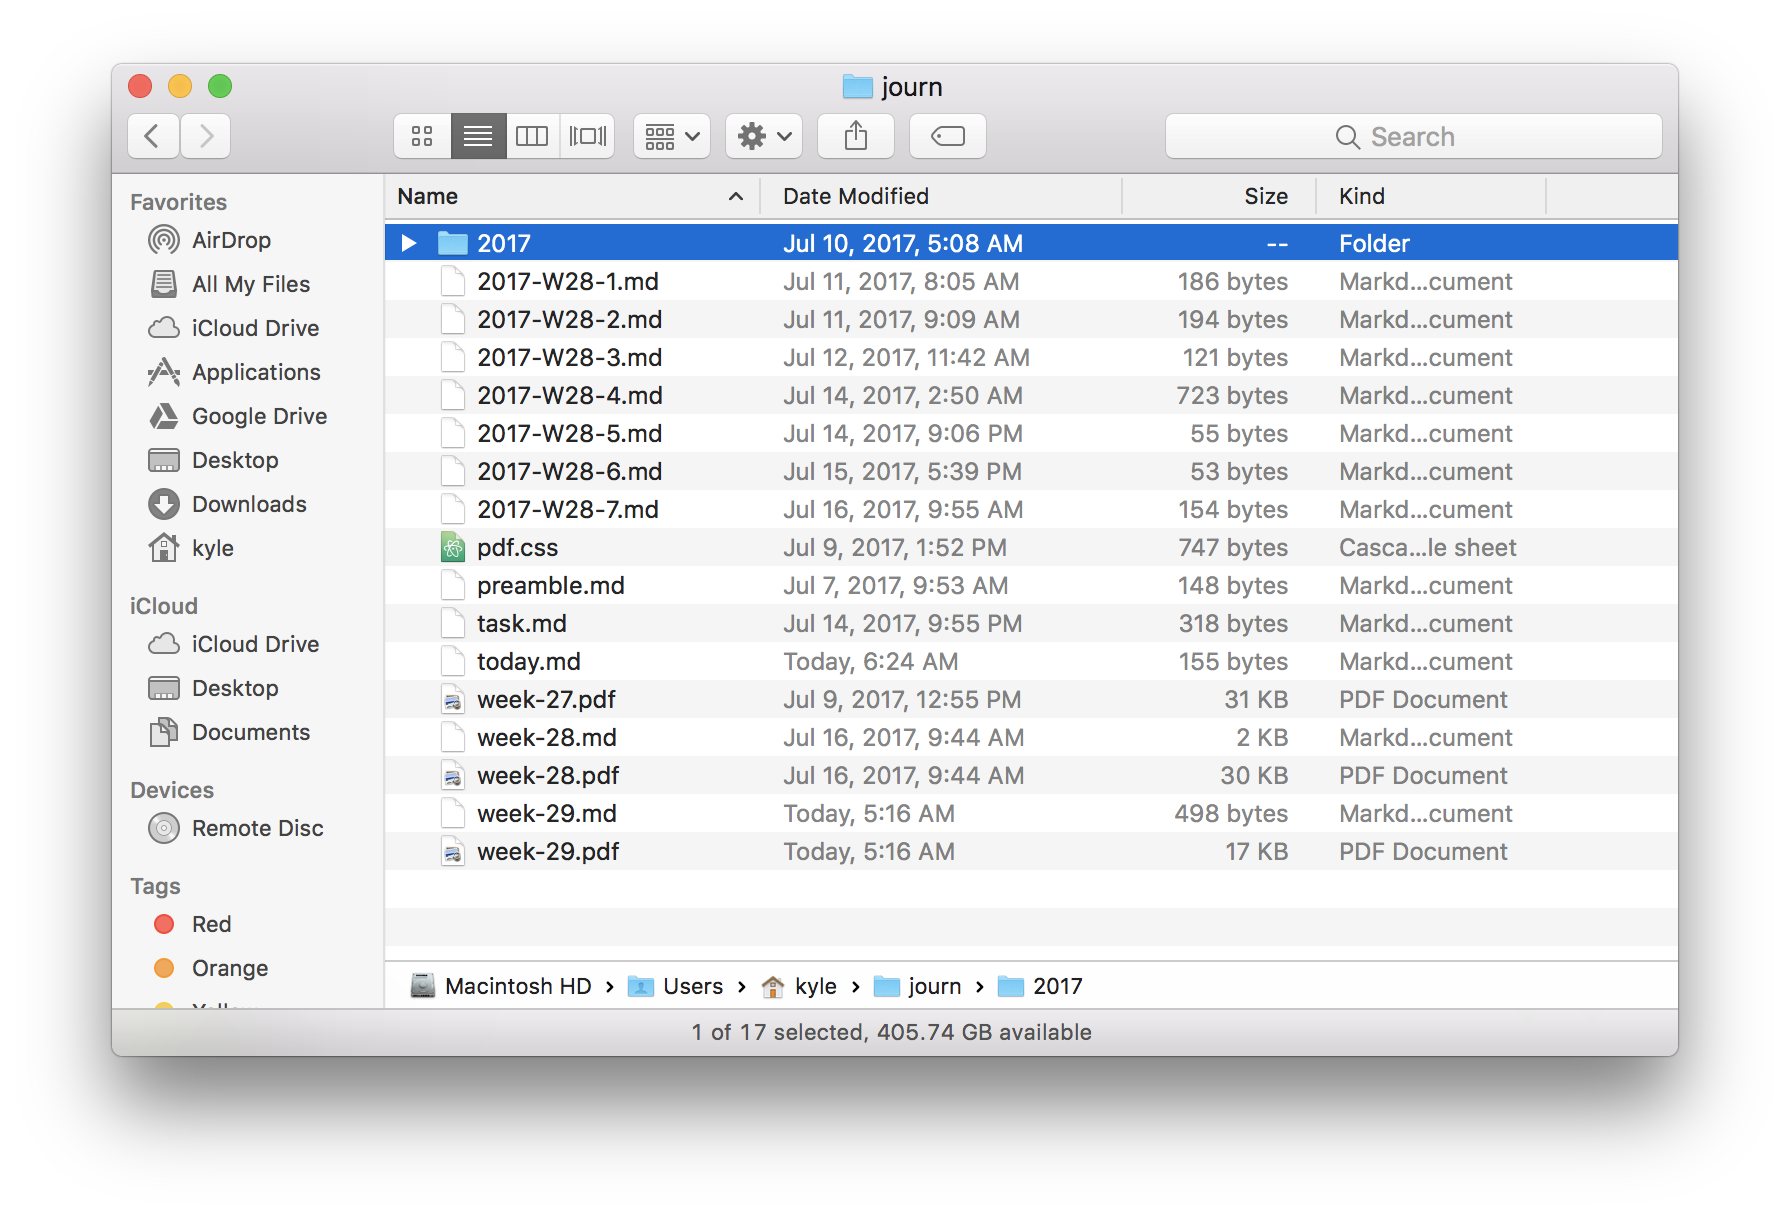 journ
Search
Favorites
AirDrop
All My Files
iCloud Drive
Applications
Google Drive
Desktop
Downloads
kyle
iCloud
iCloud Drive
Desktop
Documents
Devices
Remote Disc
Tags
Red
Orange
Yellow
Name Date Modified Size Kind
2017 Jul 10, 2017, 5:08 AM -- Folder
2017-W28-1.md Jul 11, 2017, 8:05 AM 186 bytes Markd...cument
2017-W28-2.md Jul 11, 2017, 9:09 AM 194 bytes Markd...cument
2017-W28-3.md Jul 12, 2017, 11:42 AM 121 bytes Markd...cument
2017-W28-4.md Jul 14, 2017, 2:50 AM 723 bytes Markd...cument
2017-W28-5.md Jul 14, 2017, 9:06 PM 55 bytes Markd...cument
2017-W28-6.md Jul 15, 2017, 5:39 PM 53 bytes Markd...cument
2017-W28-7.md Jul 16, 2017, 9:55 AM 154 bytes Markd...cument
pdf.css Jul 9, 2017, 1:52 PM 747 bytes Casca...le sheet
preamble.md Jul 7, 2017, 9:53 AM 148 bytes Markd...cument
task.md Jul 14, 2017, 9:55 PM 318 bytes Markd...cument
today.md Today, 6:24 AM 155 bytes Markd...cument
week-27.pdf Jul 9, 2017, 12:55 PM 31 KB PDF Document
week-28.md Jul 16, 2017, 9:44 AM 2 KB Markd...cument
week-28.pdf Jul 16, 2017, 9:44 AM 30 KB PDF Document
week-29.md Today, 5:16 AM 498 bytes Markd...cument
week-29.pdf Today, 5:16 AM 17 KB PDF Document
Macintosh HD › Users › kyle › journ › 2017
1 of 17 selected, 405.74 GB available